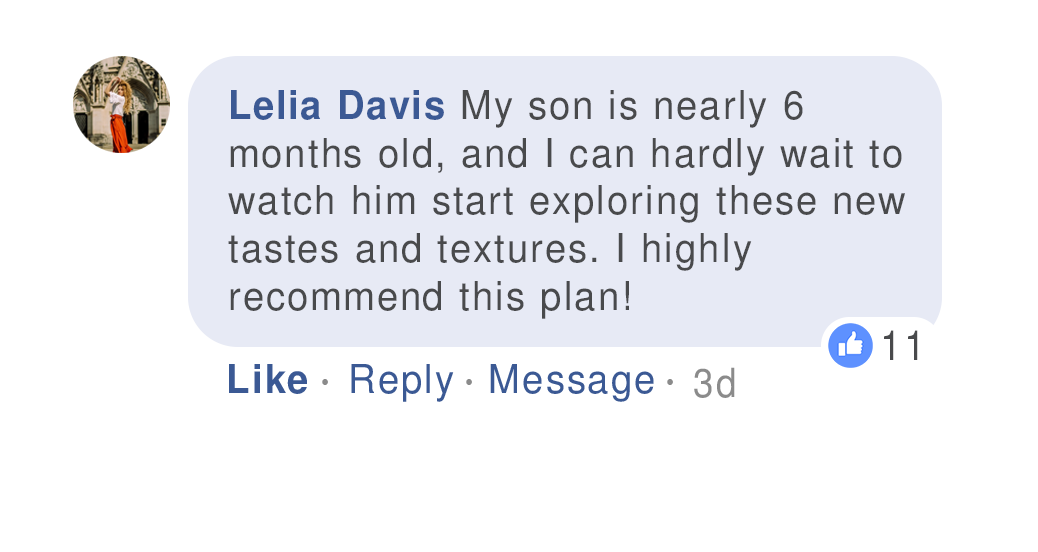 Lelia Davis My son is nearly 6
months old, and I can hardly wait to
watch him start exploring these new
tastes and textures. I highly
recommend this plan!
11
Like · Reply · Message · 3d